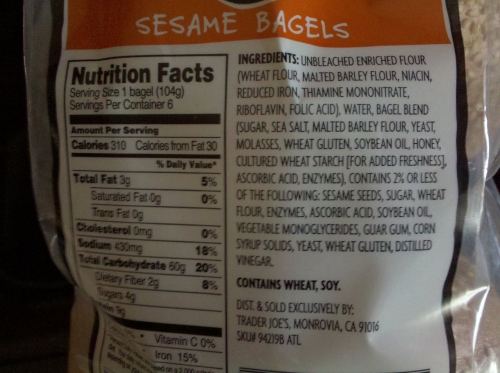 SESAME BAGELS
Nutrition Facts
Serving Size 1 bagel (104g)
Servings Per Container 6
Amount Per Serving
Calories 310 Calories from Fat 30
% Daily Value*
Total Fat 3g 5%
Saturated Fat 0g 0%
Trans Fat 0g
Cholesterol 0mg 0%
Sodium 430mg 18%
Total Carbohydrate 60g 20%
Dietary Fiber 2g 8%
Sugars 4g
9g
Vitamin C 0%
Iron 15%
INGREDIENTS: UNBLEACHED ENRICHED FLOUR
(WHEAT FLOUR, MALTED BARLEY FLOUR, NIACIN,
REDUCED IRON, THIAMINE MONONITRATE,
RIBOFLAVIN, FOLIC ACID), WATER, BAGEL BLEND
(SUGAR, SEA SALT, MALTED BARLEY FLOUR, YEAST,
MOLASSES, WHEAT GLUTEN, SOYBEAN OIL, HONEY,
CULTURED WHEAT STARCH [FOR ADDED FRESHNESS],
ASCORBIC ACID, ENZYMES), CONTAINS 2% OR LESS
OF THE FOLLOWING: SESAME SEEDS, SUGAR, WHEAT
FLOUR, ENZYMES, ASCORBIC ACID, SOYBEAN OIL,
VEGETABLE MONOGLYCERIDES, GUAR GUM, CORN
SYRUP SOLIDS, YEAST, WHEAT GLUTEN, DISTILLED
VINEGAR.
CONTAINS WHEAT, SOY.
DIST. & SOLD EXCLUSIVELY BY:
TRADER JOE'S, MONROVIA, CA 91016
SKU# 94219B ATL